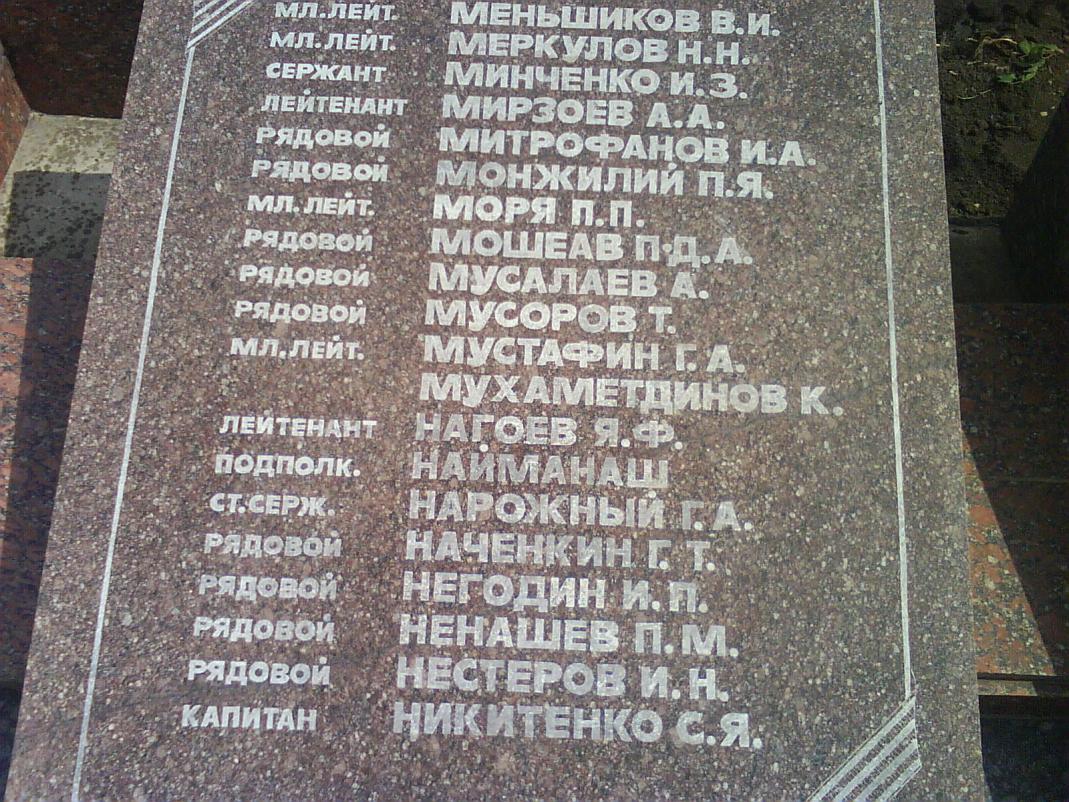 МЛ.ЛЕЙТ. МЕНЬШИКОВ В.И.
МЛ.ЛЕЙТ. МЕРКУЛОВ Н.Н.
СЕРЖАНТ МИНЧЕНКО И.З.
ЛЕЙТЕНАНТ МИРЗОЕВ А.А.
РЯДОВОЙ МИТРОФАНОВ И.А.
РЯДОВОЙ МОНЖИЛИЙ П.Я.
МЛ.ЛЕЙТ. МОРЯ П.П.
РЯДОВОЙ МОШЕАВ П.Д.А.
РЯДОВОЙ МУСАЛАЕВ А.
РЯДОВОЙ МУСОРОВ Т.
МЛ.ЛЕЙТ. МУСТАФИН Г.А.
МУХАМЕТДИНОВ К.
ЛЕЙТЕНАНТ НАГОЕВ Я.Ф.
ПОДПОЛК. НАЙМАНАШ
СТ.СЕРЖ. НАРОЖНЫЙ Г.А.
РЯДОВОЙ НАЧЕНКИН Г.Т.
РЯДОВОЙ НЕГОДИН И.П.
РЯДОВОЙ НЕНАШЕВ П.М.
РЯДОВОЙ НЕСТЕРОВ И.Н.
КАПИТАН НИКИТЕНКО С.Я.